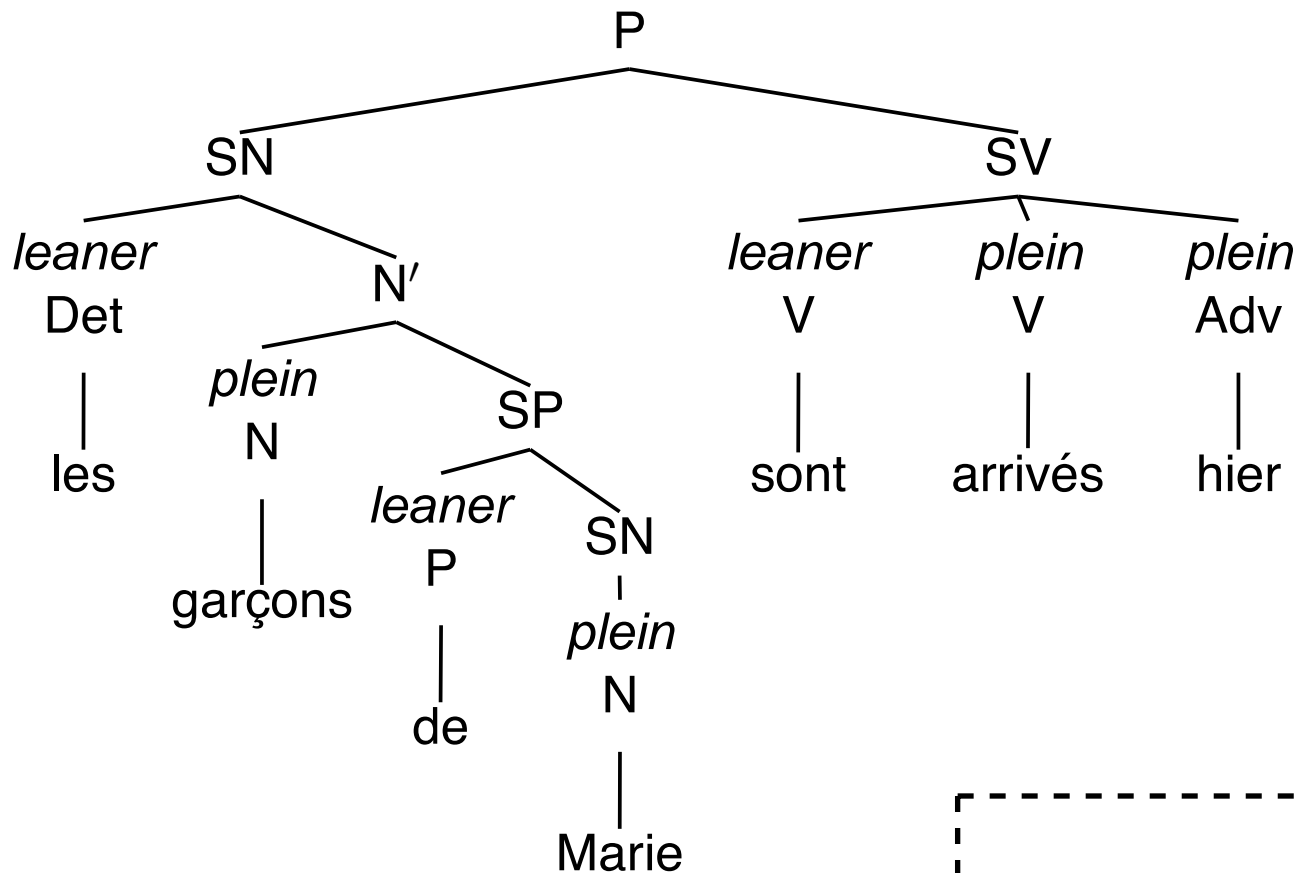 P
SN SV
leaner N′ leaner plein plein
Det V V Adv
plein SP
N
les sont arrivés hier
leaner SN
P
garçons
plein
N
de
Marie